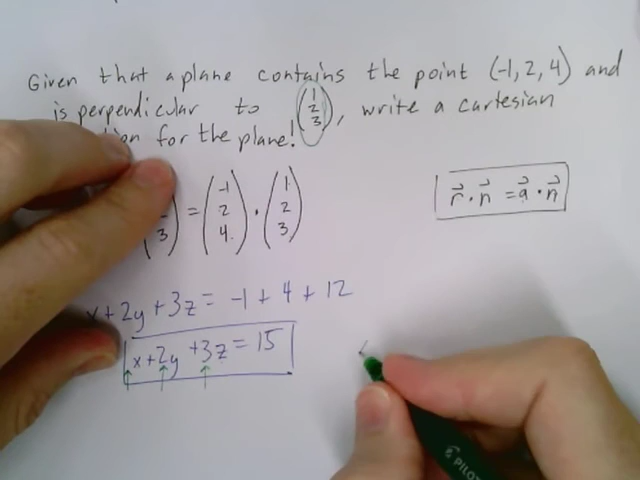 Given that a plane contains the point (-1, 2, 4) and
is perpendicular to (1 2 3), write a cartesian
for the plane!
3) = (-1 2 4) · (1 2 3)
r⃗ · n⃗ = a⃗ · n⃗
x + 2y + 3z = -1 + 4 + 12
x + 2y + 3z = 15
PILOT